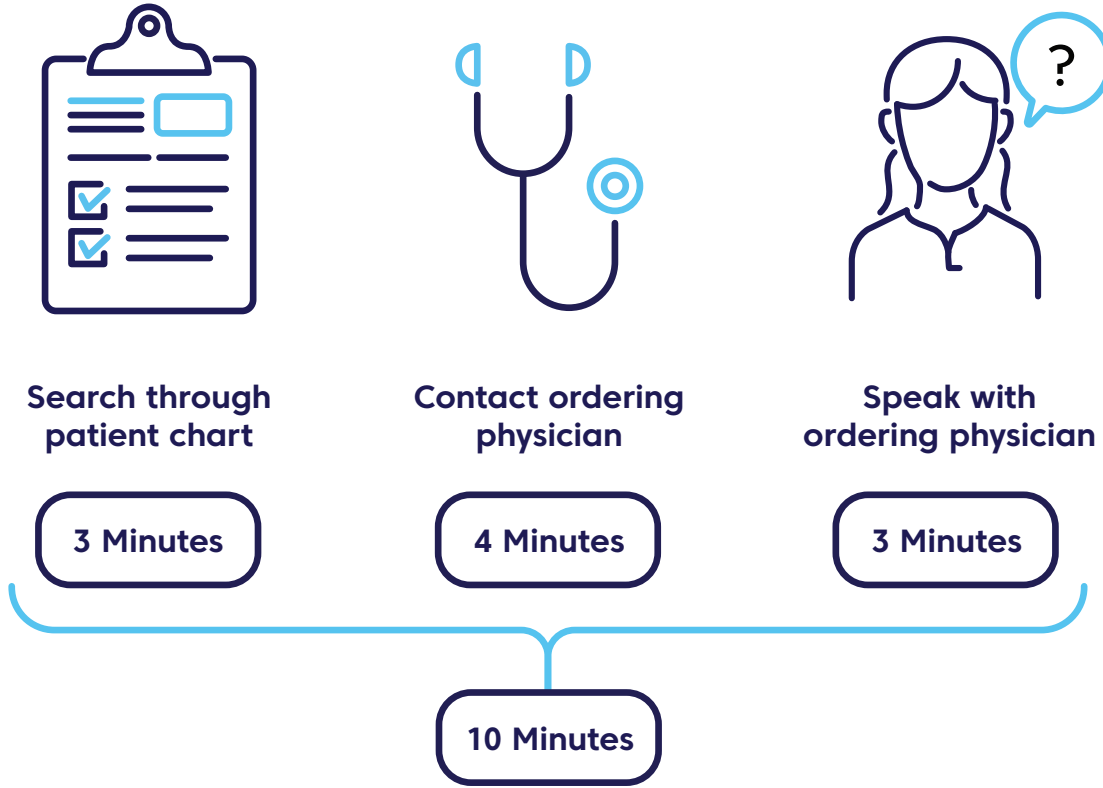 ?
Search through
patient chart
Contact ordering
physician
Speak with
ordering physician
3 Minutes
4 Minutes
3 Minutes
10 Minutes